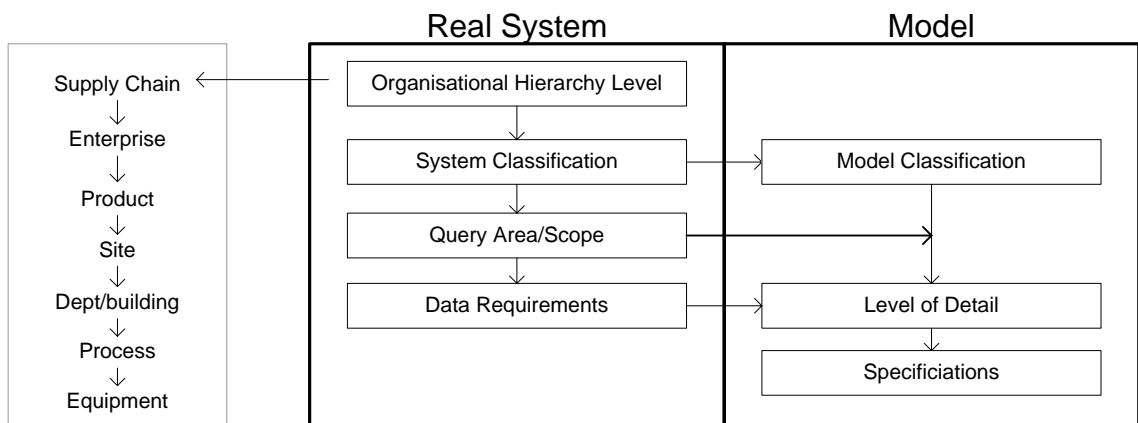 Real System
Model
Supply Chain
Enterprise
Product
Site
Dept/building
Process
Equipment
Organisational Hierarchy Level
System Classification
Query Area/Scope
Data Requirements
Model Classification
Level of Detail
Specificiations